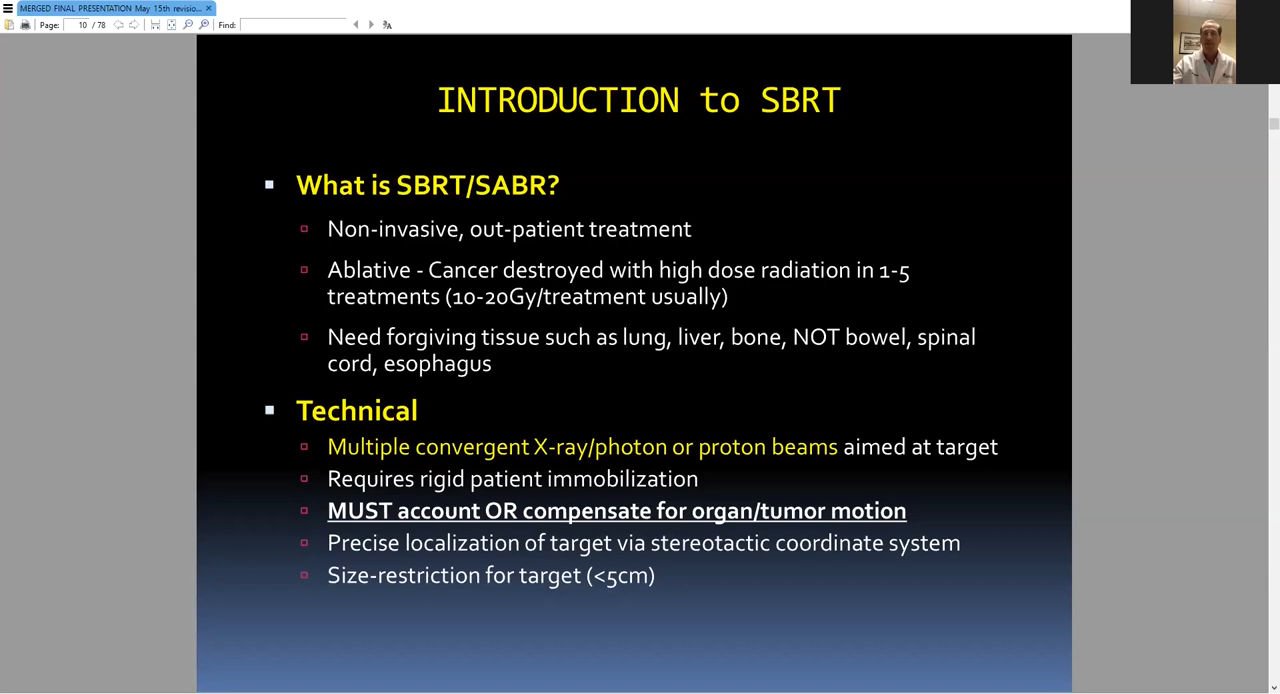 MERGED FINAL PRESENTATION May 15th revisio...
Page: 10 / 78 Find:
INTRODUCTION to SBRT
What is SBRT/SABR?
Non-invasive, out-patient treatment
Ablative - Cancer destroyed with high dose radiation in 1-5
treatments (10-20Gy/treatment usually)
Need forgiving tissue such as lung, liver, bone, NOT bowel, spinal
cord, esophagus
Technical
Multiple convergent X-ray/photon or proton beams aimed at target
Requires rigid patient immobilization
MUST account OR compensate for organ/tumor motion
Precise localization of target via stereotactic coordinate system
Size-restriction for target (<5cm)